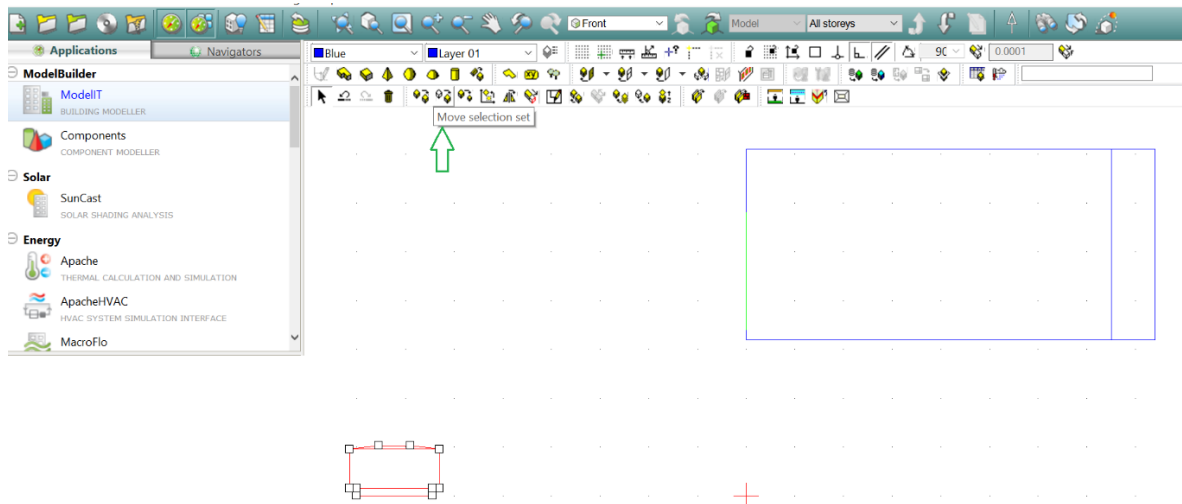 Front
Model
All storeys
Applications
Navigators
Blue
Layer 01
90
0.0001
ModelBuilder
ModelIT
BUILDING MODELLER
Move selection set
Components
COMPONENT MODELLER
Solar
SunCast
SOLAR SHADING ANALYSIS
Energy
Apache
THERMAL CALCULATION AND SIMULATION
ApacheHVAC
HVAC SYSTEM SIMULATION INTERFACE
MacroFlo